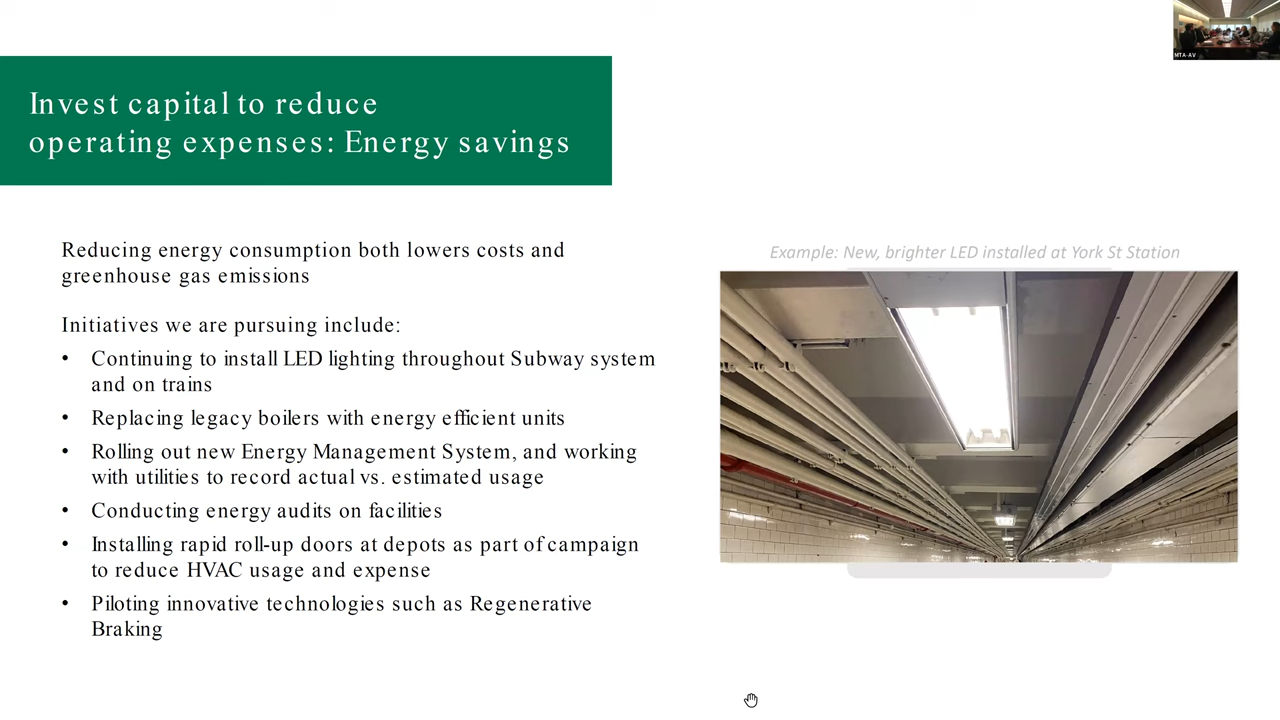 MTA-AV
Invest capital to reduce
operating expenses: Energy savings
Reducing energy consumption both lowers costs and
greenhouse gas emissions
Initiatives we are pursuing include:
• Continuing to install LED lighting throughout Subway system
and on trains
• Replacing legacy boilers with energy efficient units
• Rolling out new Energy Management System, and working
with utilities to record actual vs. estimated usage
• Conducting energy audits on facilities
• Installing rapid roll-up doors at depots as part of campaign
to reduce HVAC usage and expense
• Piloting innovative technologies such as Regenerative
Braking
Example: New, brighter LED installed at York St Station